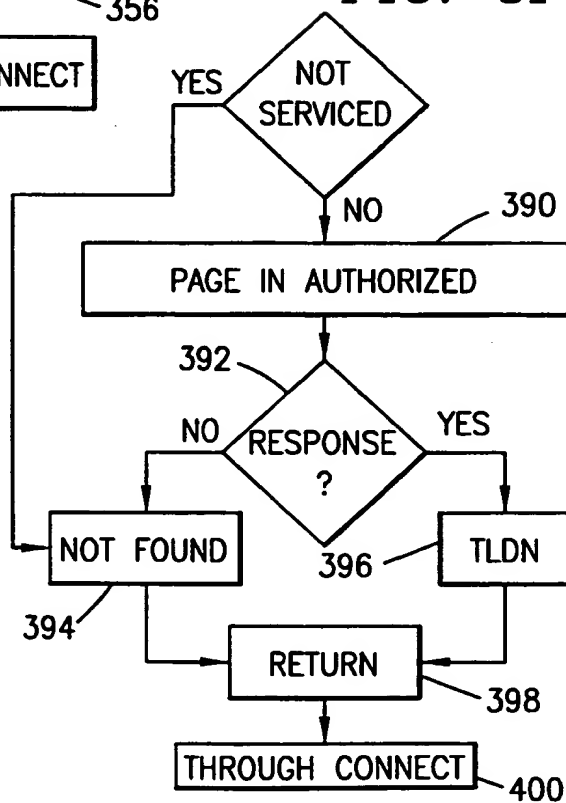 356
NNECT
YES
NOT
SERVICED
NO
390
PAGE IN AUTHORIZED
392
NO
RESPONSE
?
YES
NOT FOUND
396
TLDN
394
RETURN
398
THROUGH CONNECT
400